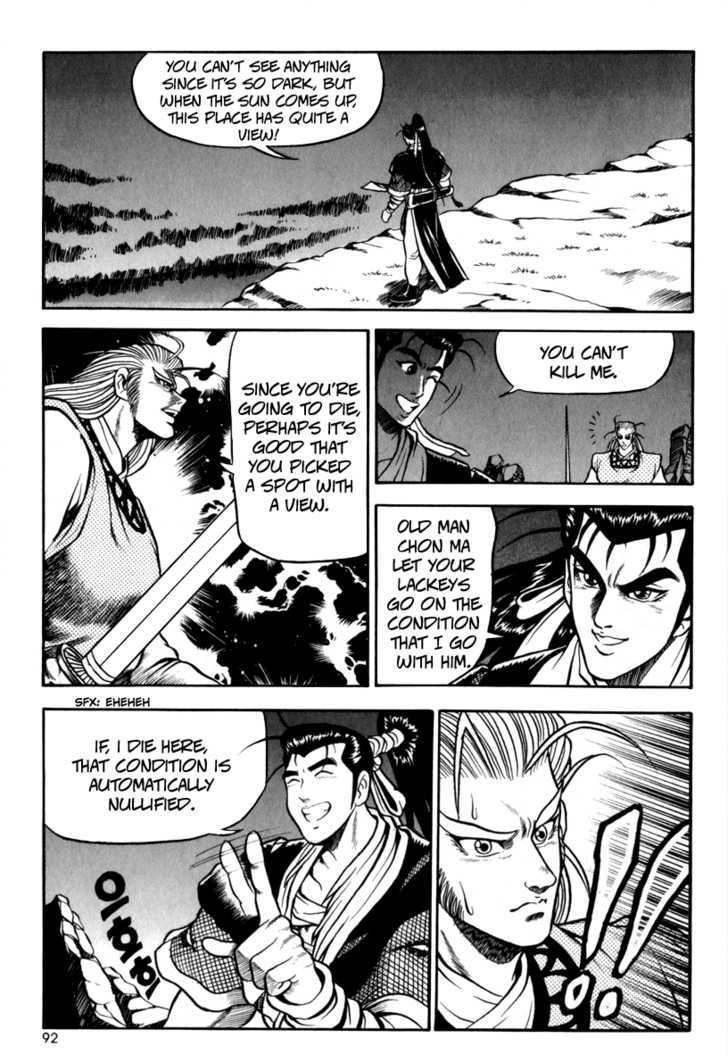 YOU CAN'T SEE ANYTHING
SINCE IT'S SO DARK, BUT
WHEN THE SUN COMES UP,
THIS PLACE HAS QUITE A
VIEW!
SINCE YOU'RE
GOING TO DIE,
PERHAPS IT'S
GOOD THAT
YOU PICKED
A SPOT WITH
A VIEW.
YOU CAN'T
KILL ME.
OLD MAN
CHON MA
LET YOUR
LACKEYS
GO ON THE
CONDITION
THAT I GO
WITH HIM.
SFX: EHEHEH
IF, I DIE HERE,
THAT CONDITION IS
AUTOMATICALLY
NULLIFIED.
이히히
!!
92